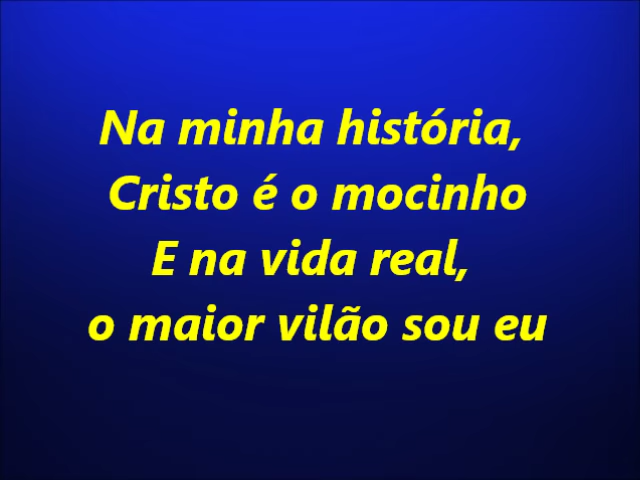 Na minha história,
Cristo é o mocinho
E na vida real,
o maior vilão sou eu